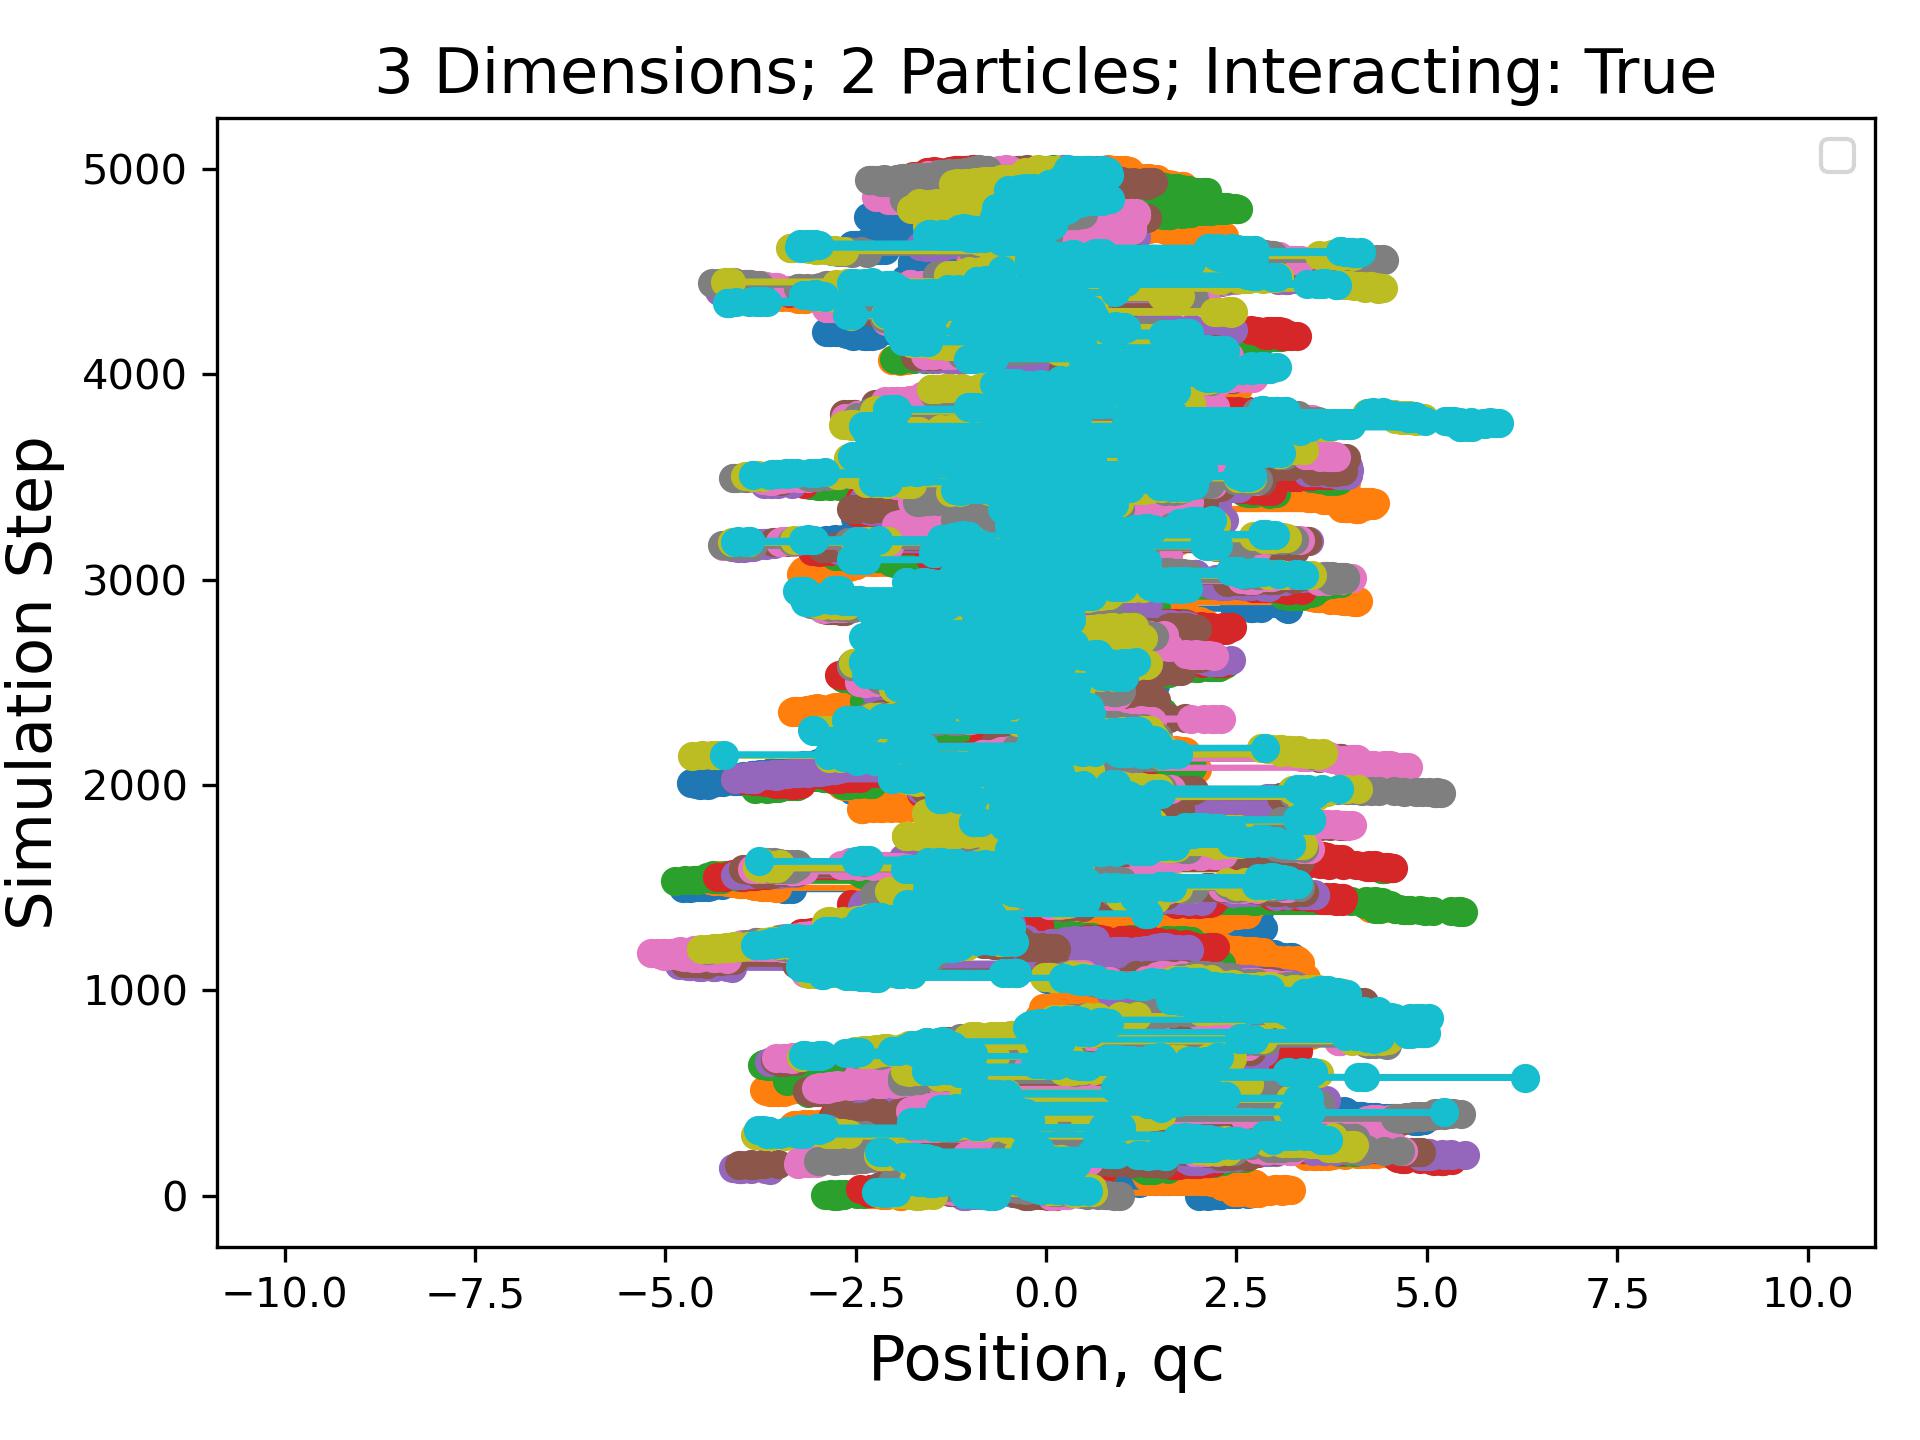 3 Dimensions; 2 Particles; Interacting: True
Simulation Step
5000
4000
3000
2000
1000
0
−10.0 −7.5 −5.0 −2.5 0.0 2.5 5.0 7.5 10.0
Position, qc